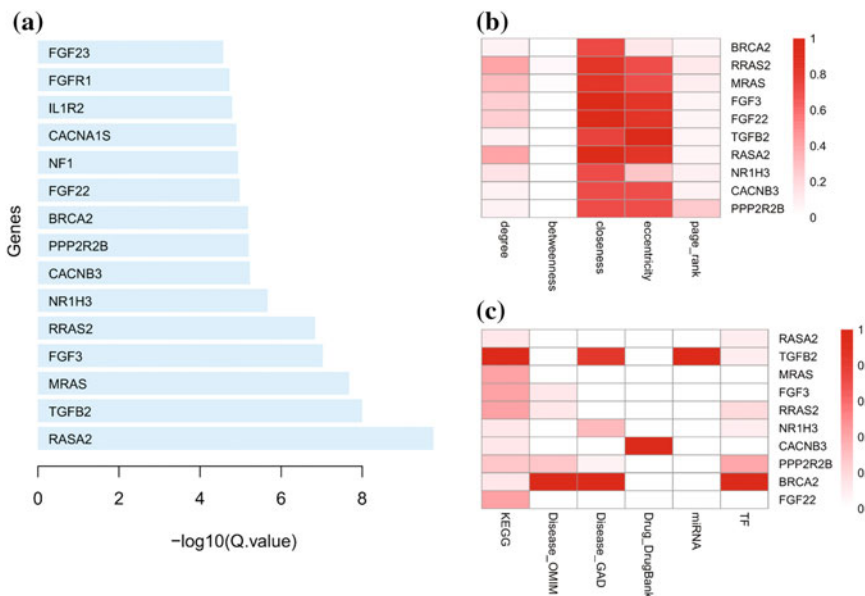 (a)
Genes
FGF23
FGFR1
IL1R2
CACNA1S
NF1
FGF22
BRCA2
PPP2R2B
CACNB3
NR1H3
RRAS2
FGF3
MRAS
TGFB2
RASA2
0 2 4 6 8
−log10(Q.value)
(b)
BRCA2
RRAS2
MRAS
FGF3
FGF22
TGFB2
RASA2
NR1H3
CACNB3
PPP2R2B
degree
betweenness
closeness
eccentricity
page_rank
1
0.8
0.6
0.4
0.2
0
(c)
RASA2
TGFB2
MRAS
FGF3
RRAS2
NR1H3
CACNB3
PPP2R2B
BRCA2
FGF22
KEGG
Disease_OMIM
Disease_GAD
Drug_DrugBank
miRNA
TF